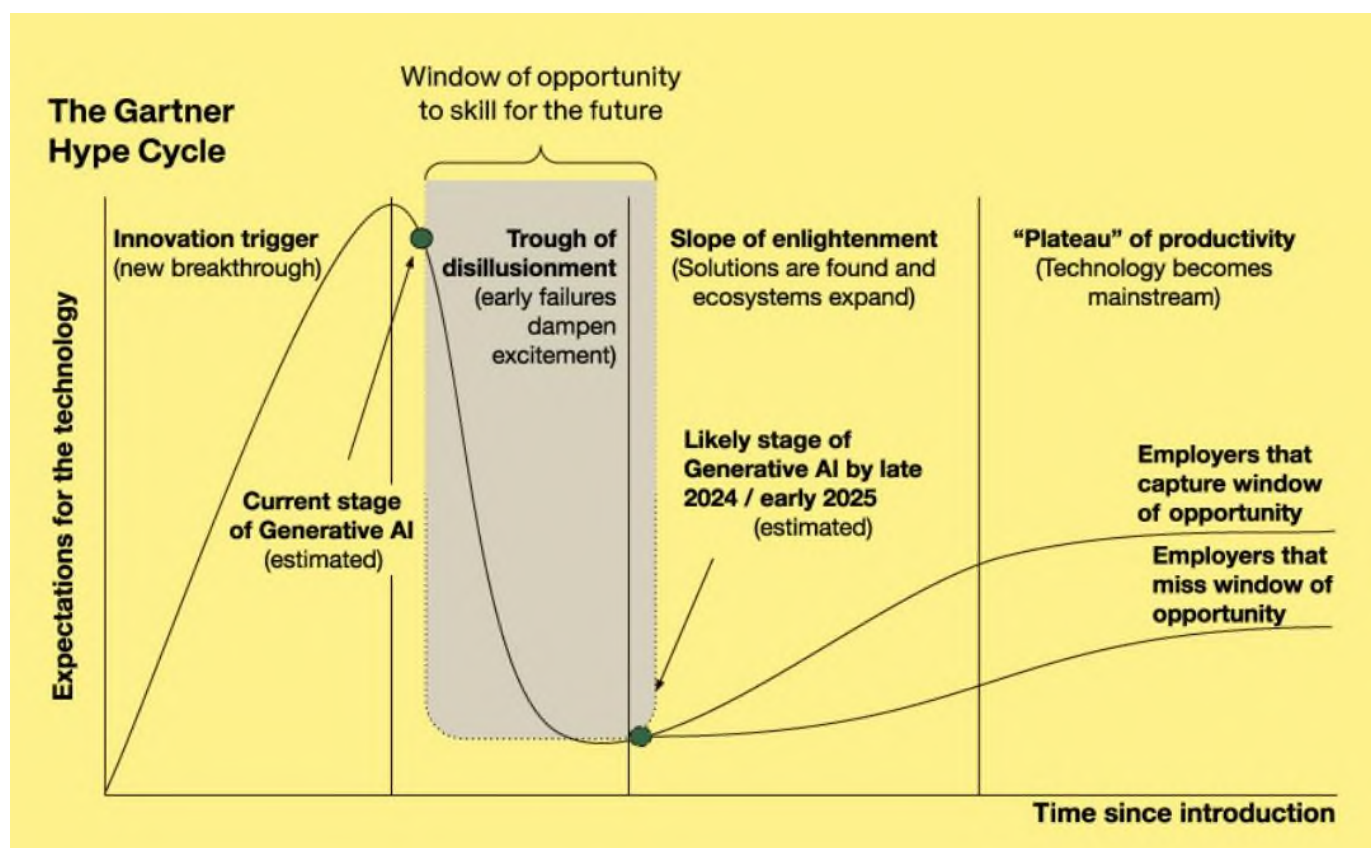 The Gartner
Hype Cycle
Window of opportunity
to skill for the future
Expectations for the technology
Innovation trigger
(new breakthrough)
Trough of
disillusionment
(early failures
dampen
excitement)
Slope of enlightenment
(Solutions are found and
ecosystems expand)
“Plateau” of productivity
(Technology becomes
mainstream)
Current stage
of Generative AI
(estimated)
Likely stage of
Generative AI by late
2024 / early 2025
(estimated)
Employers that
capture window
of opportunity
Employers that
miss window of
opportunity
Time since introduction